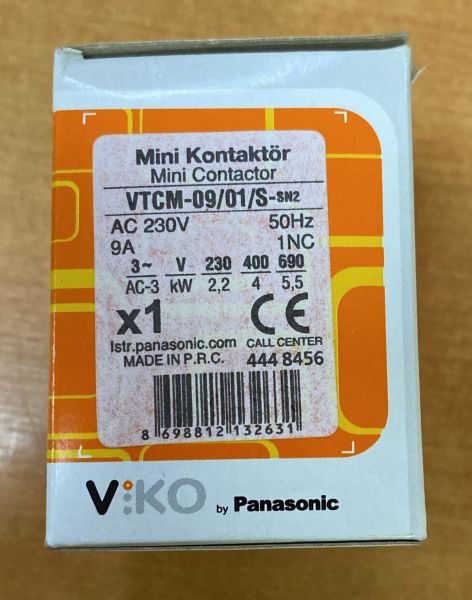 Mini Kontaktör
Mini Contactor
VTCM-09/01/S-SN2
AC 230V 50Hz
9A 1NC
3~ V 230 400 690
AC-3 kW 2,2 4 5,5
x1 CE
lstr.panasonic.com CALL CENTER
MADE IN P.R.C. 444 8456
8 698812 132631
ViKO by Panasonic